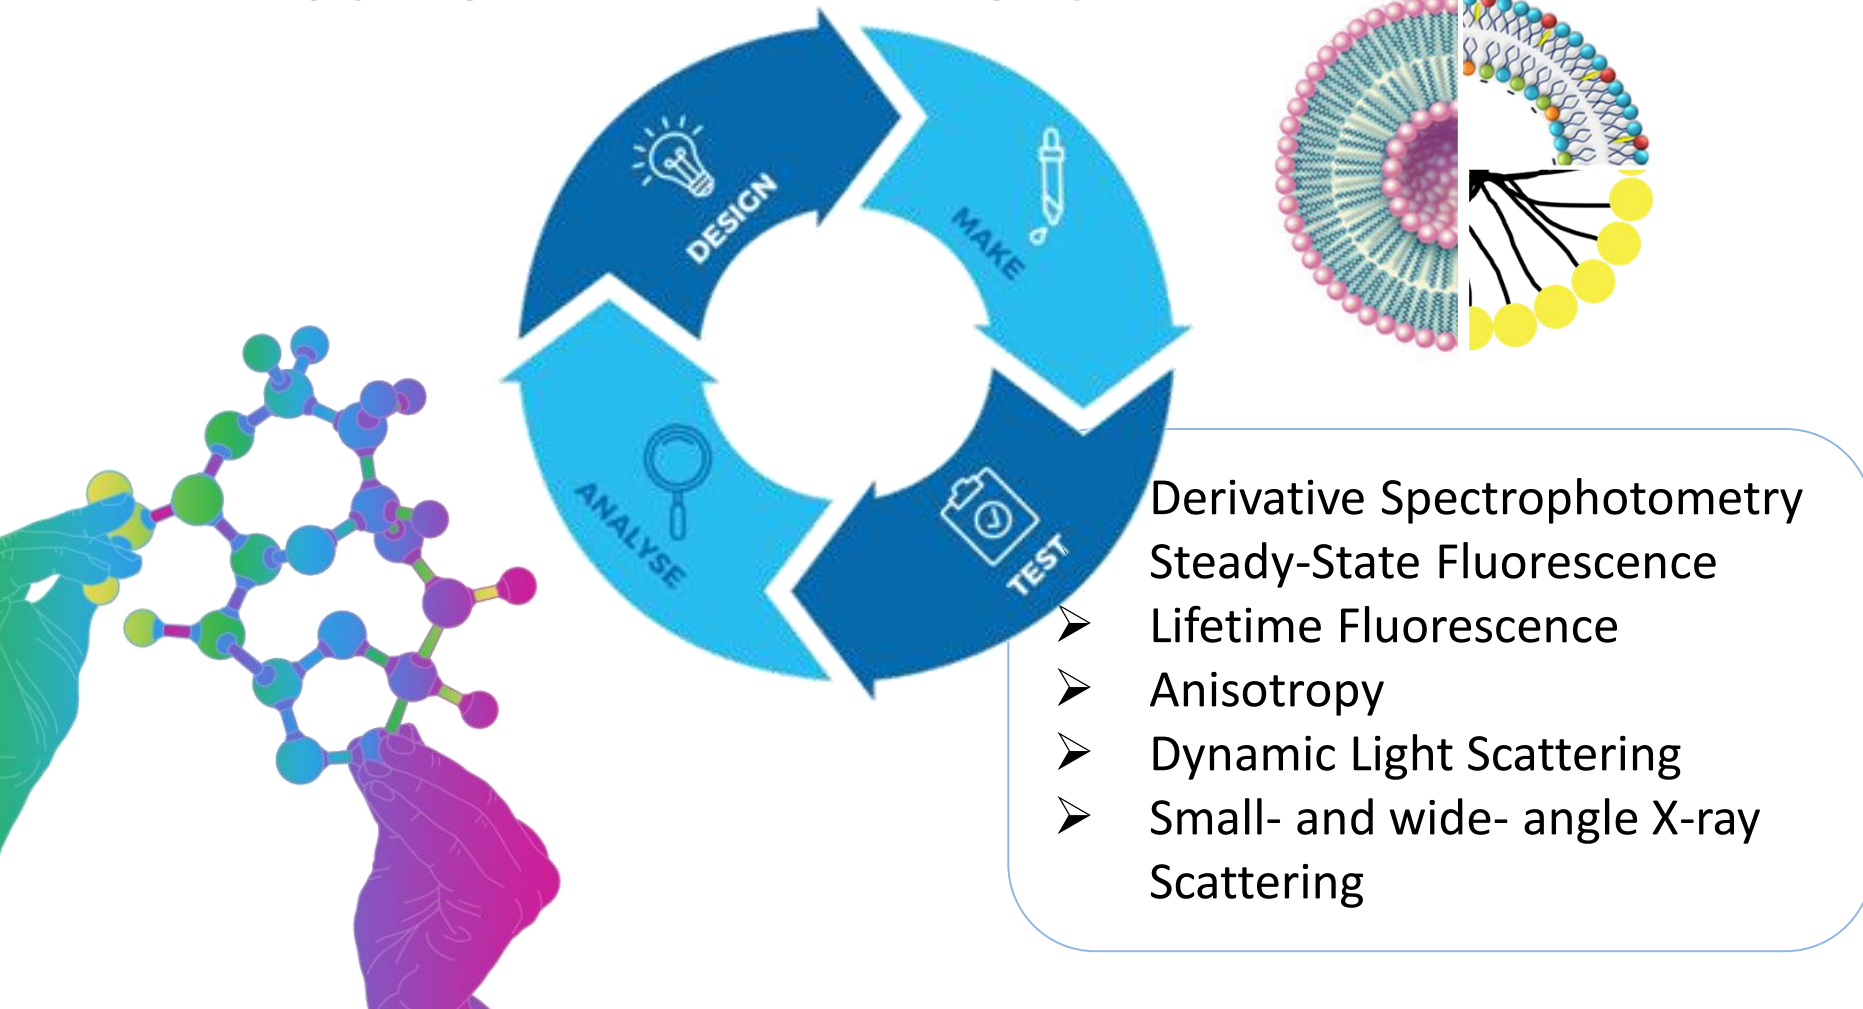 DESIGN
MAKE
ANALYSE
TEST
Derivative Spectrophotometry
Steady-State Fluorescence
➢ Lifetime Fluorescence
➢ Anisotropy
➢ Dynamic Light Scattering
➢ Small- and wide- angle X-ray
Scattering